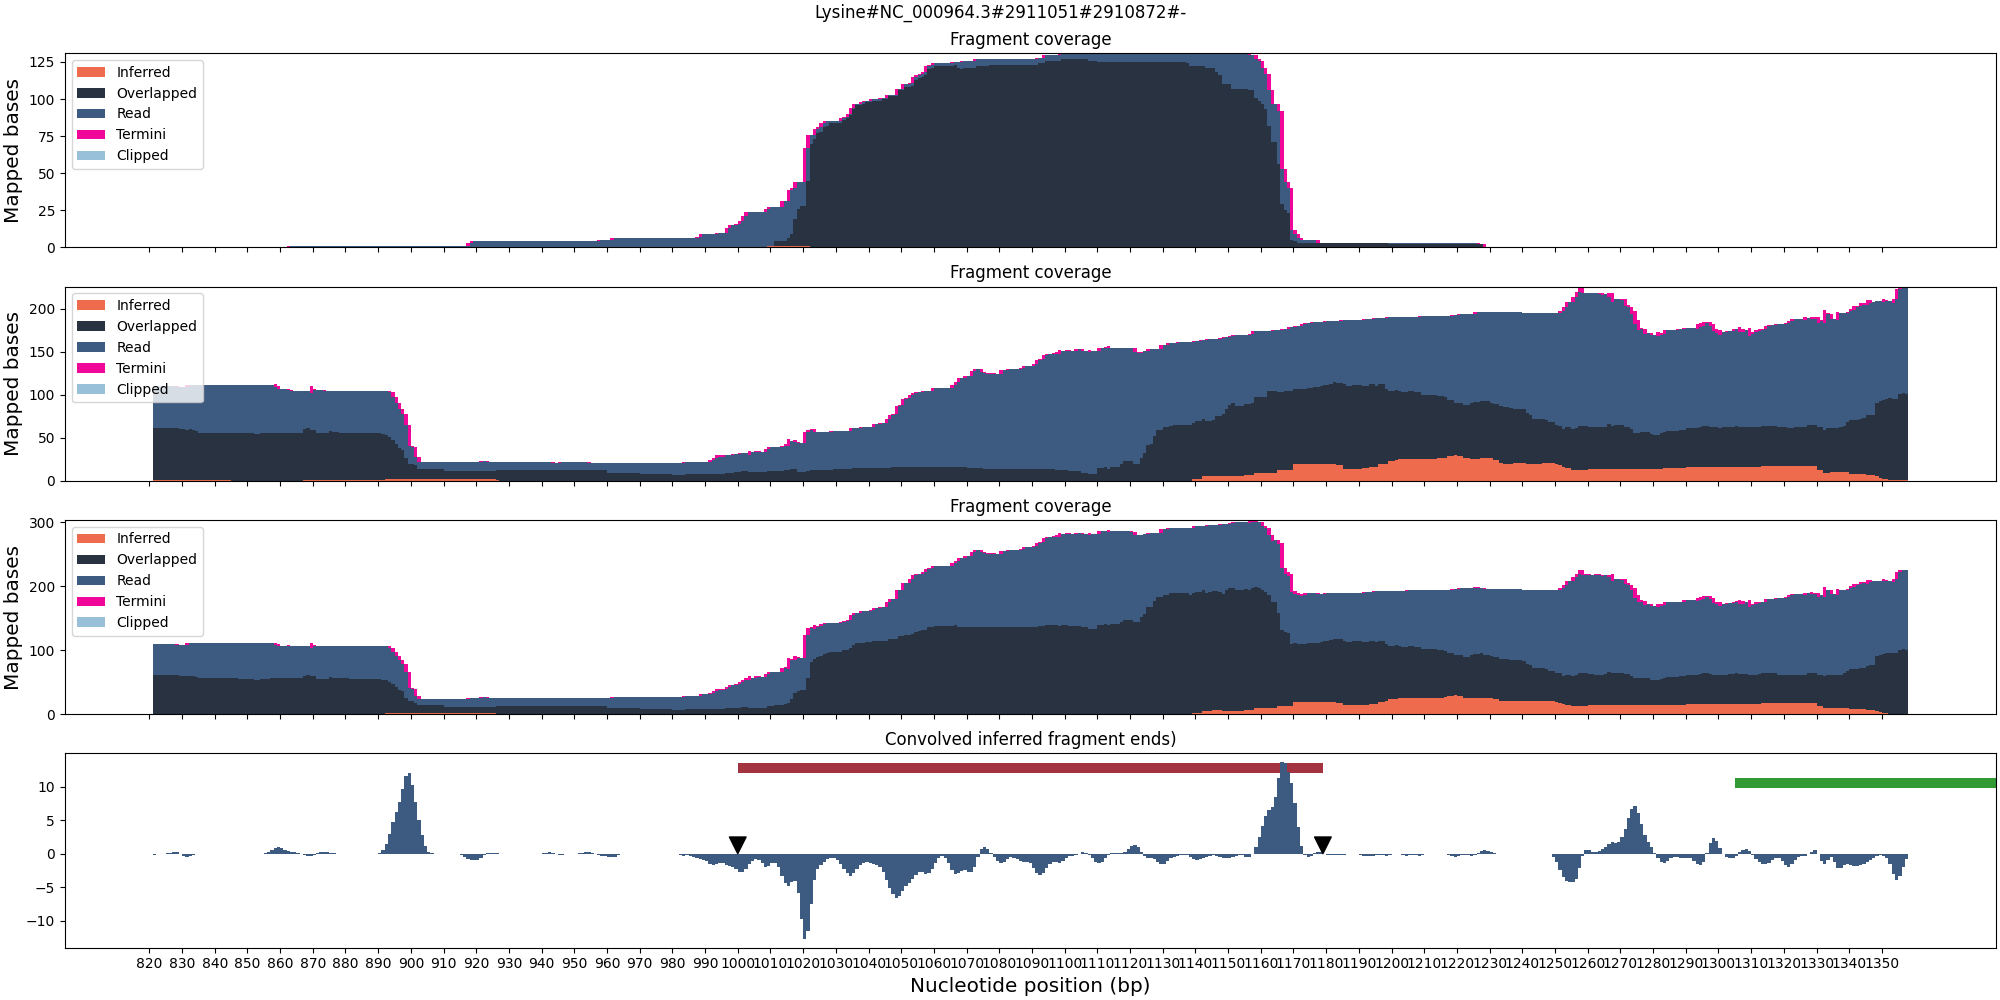 Lysine#NC_000964.3#2911051#2910872#-
Fragment coverage
Mapped bases
125
100
75
50
25
0
Inferred
Overlapped
Read
Termini
Clipped
Fragment coverage
Mapped bases
200
150
100
50
0
Inferred
Overlapped
Read
Termini
Clipped
Fragment coverage
Mapped bases
300
200
100
0
Inferred
Overlapped
Read
Termini
Clipped
Convolved inferred fragment ends)
10
5
0
−5
−10
820 830 840 850 860 870 880 890 900 910 920 930 940 950 960 970 980 990 1000 1010 1020 1030 1040 1050 1060 1070 1080 1090 1100 1110 1120 1130 1140 1150 1160 1170 1180 1190 1200 1210 1220 1230 1240 1250 1260 1270 1280 1290 1300 1310 1320 1330 1340 1350
Nucleotide position (bp)